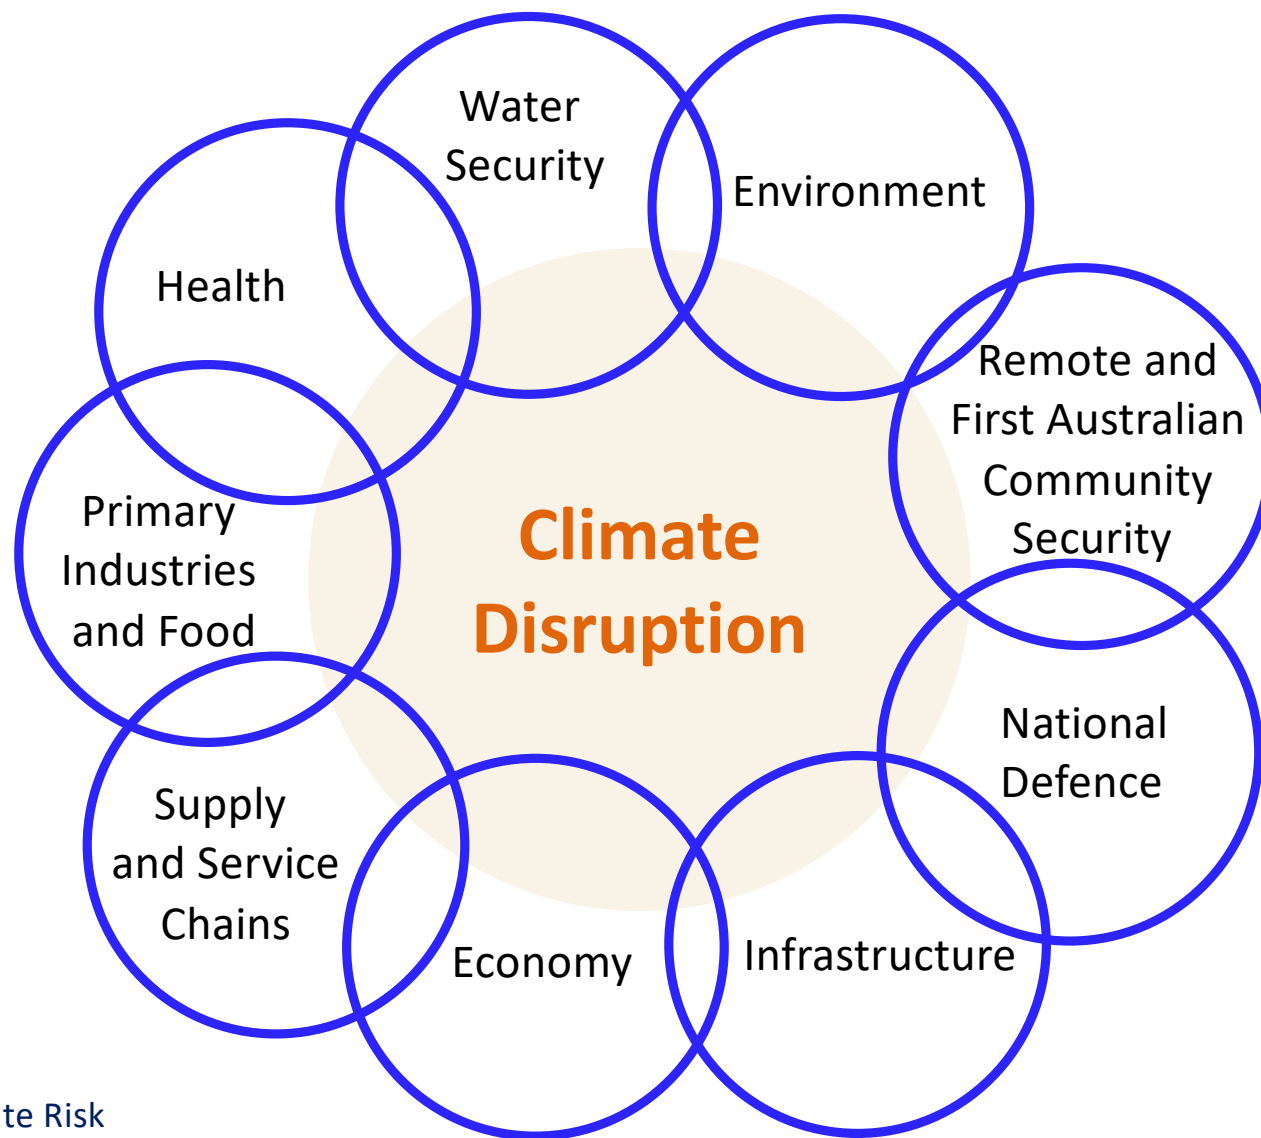 Water
Security
Environment
Health
Remote and
First Australian
Community
Security
Primary
Industries
and Food
Climate
Disruption
National
Defence
Supply
and Service
Chains
Economy
Infrastructure
te Risk